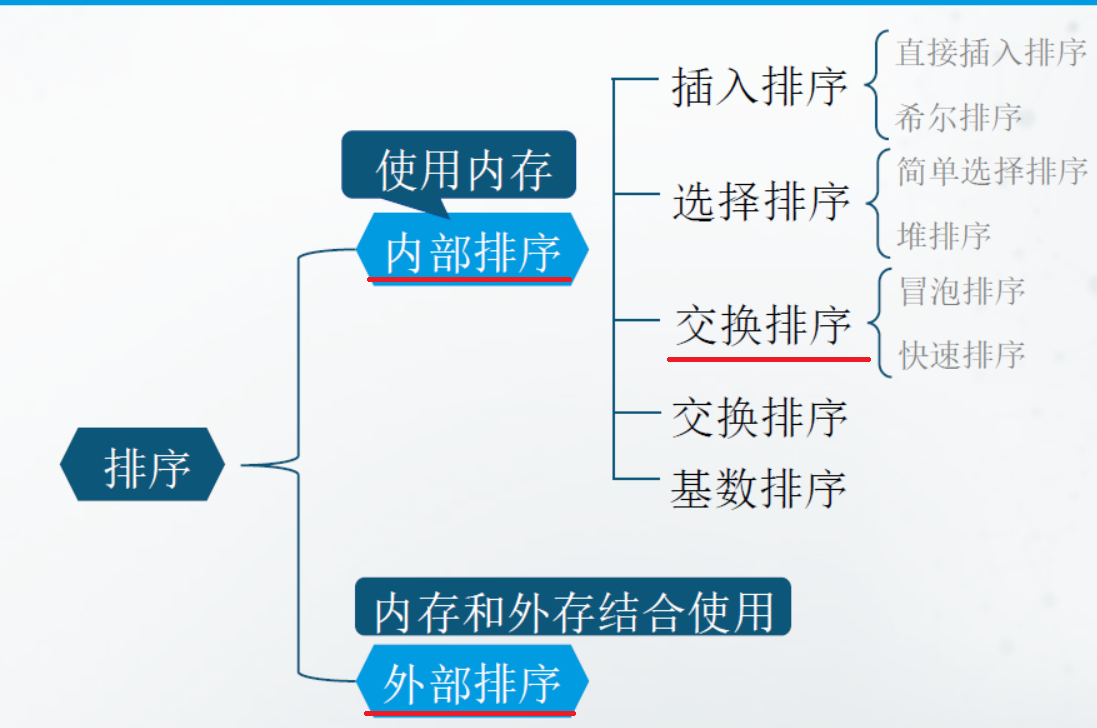 排序
使用内存
内部排序
插入排序
直接插入排序
希尔排序
选择排序
简单选择排序
堆排序
交换排序
冒泡排序
快速排序
交换排序
基数排序
内存和外存结合使用
外部排序